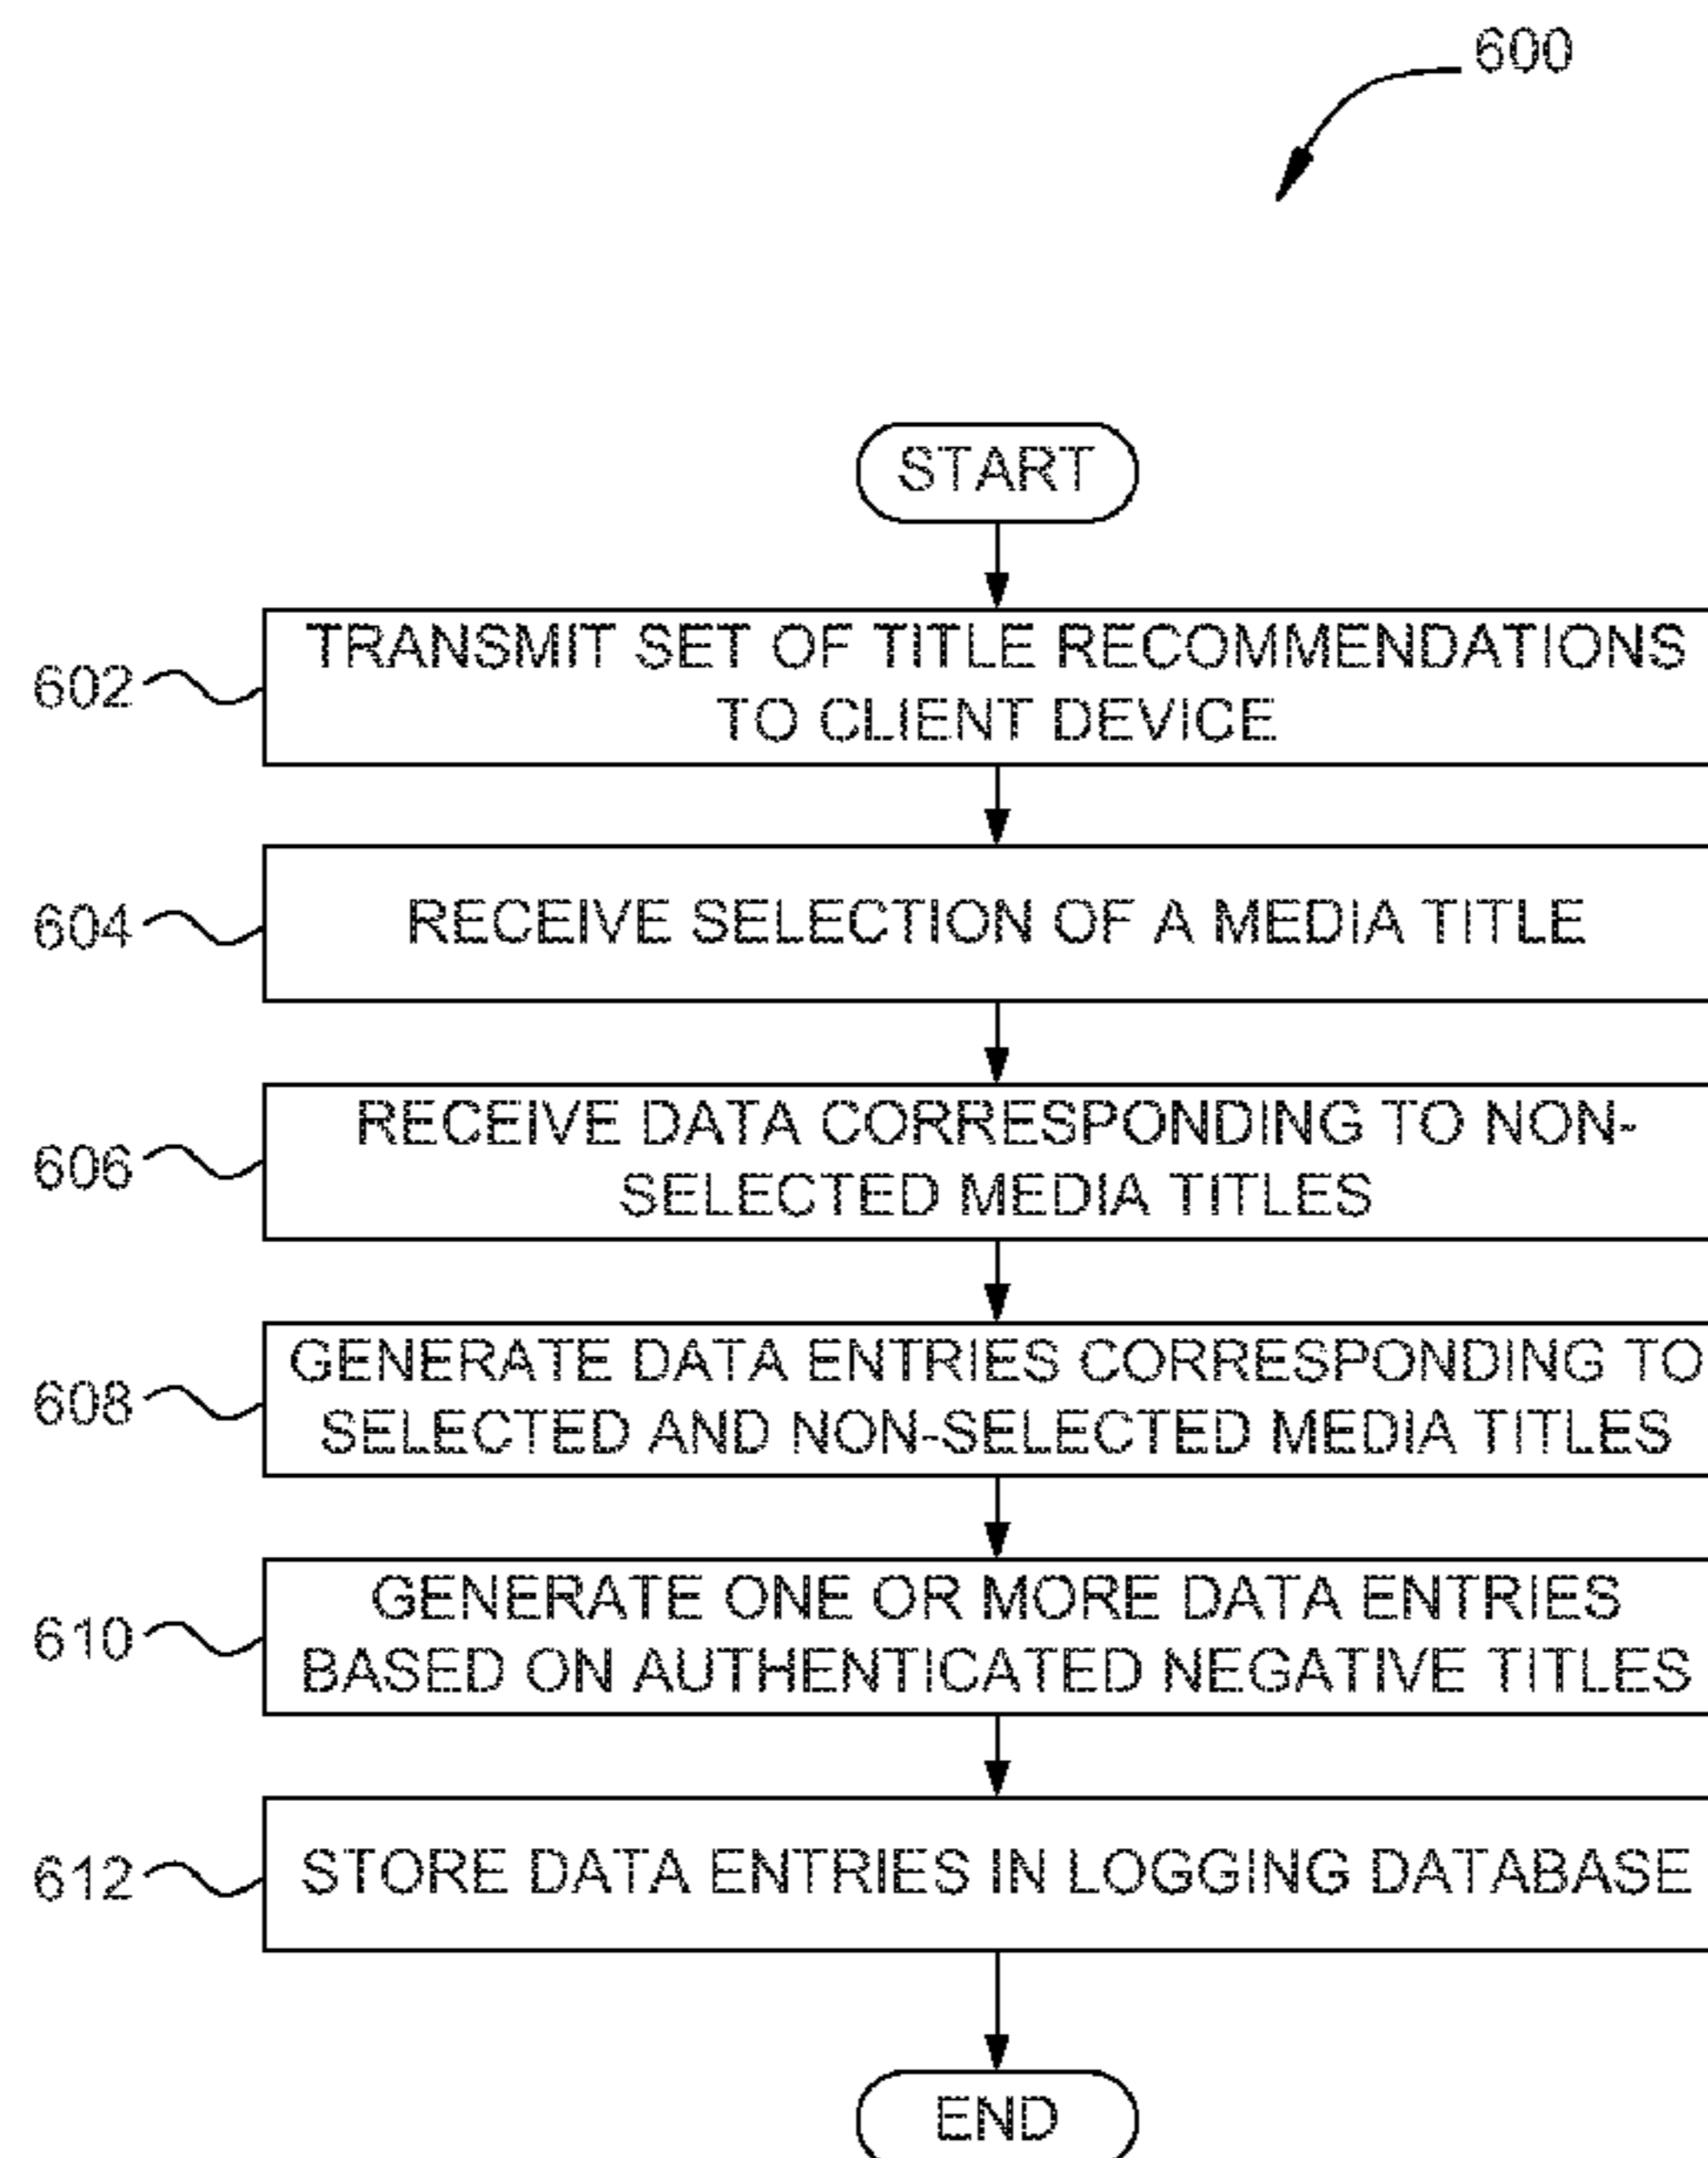 600
START
602
TRANSMIT SET OF TITLE RECOMMENDATIONS
TO CLIENT DEVICE
604
RECEIVE SELECTION OF A MEDIA TITLE
606
RECEIVE DATA CORRESPONDING TO NON-
SELECTED MEDIA TITLES
608
GENERATE DATA ENTRIES CORRESPONDING TO
SELECTED AND NON-SELECTED MEDIA TITLES
610
GENERATE ONE OR MORE DATA ENTRIES
BASED ON AUTHENTICATED NEGATIVE TITLES
612
STORE DATA ENTRIES IN LOGGING DATABASE
END